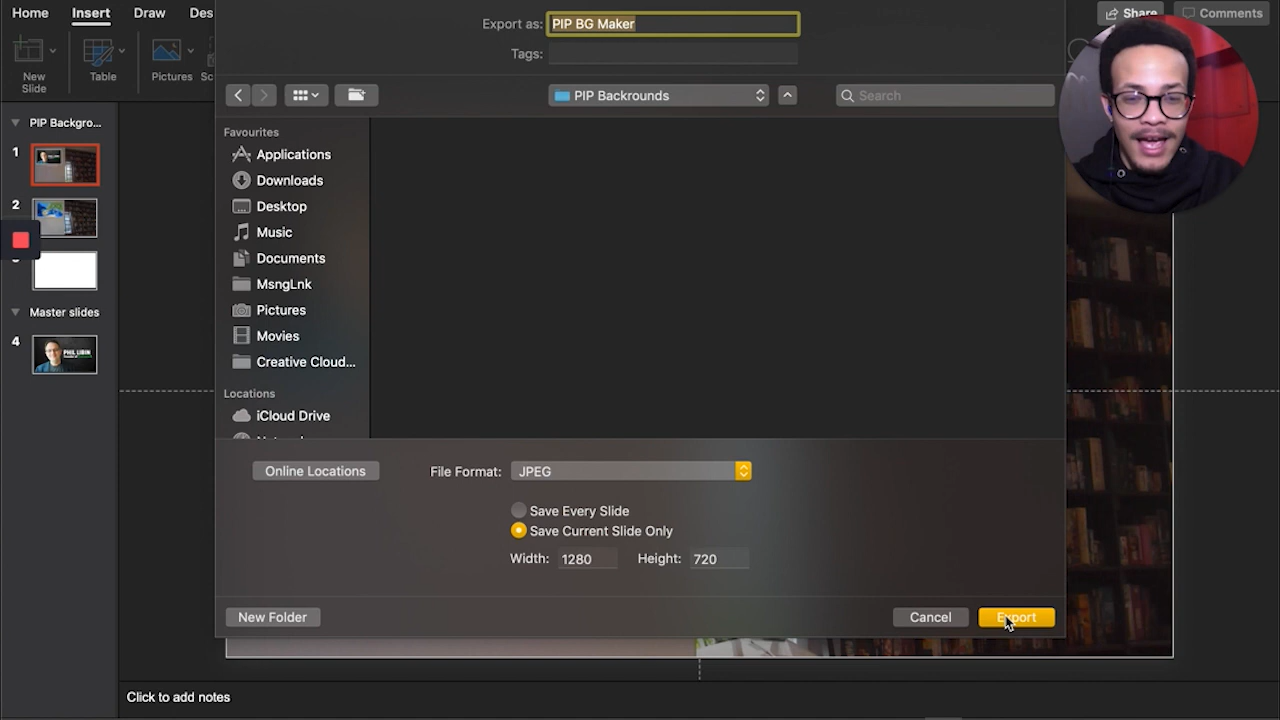 Home
Insert
Draw
Des
Share
Comments
New
Slide
Table
Pictures
Sc
Export as:
PIP BG Maker
Tags:
PIP Backrounds
Search
PIP Backgro...
1
2
Master slides
4
PHIL LIBIN
Favourites
Applications
Downloads
Desktop
Music
Documents
MsngLnk
Pictures
Movies
Creative Cloud...
Locations
iCloud Drive
Online Locations
File Format:
JPEG
Save Every Slide
Save Current Slide Only
Width:
1280
Height:
720
New Folder
Cancel
Export
Click to add notes